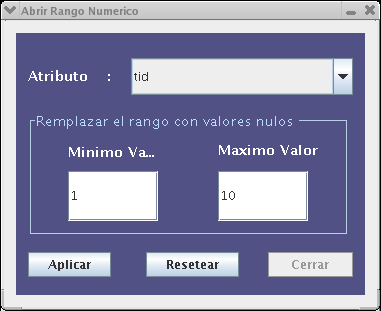 Abrir Rango Numerico
Atributo :
tid
Remplazar el rango con valores nulos
Minimo Va... Maximo Valor
1 10
Aplicar Resetear Cerrar